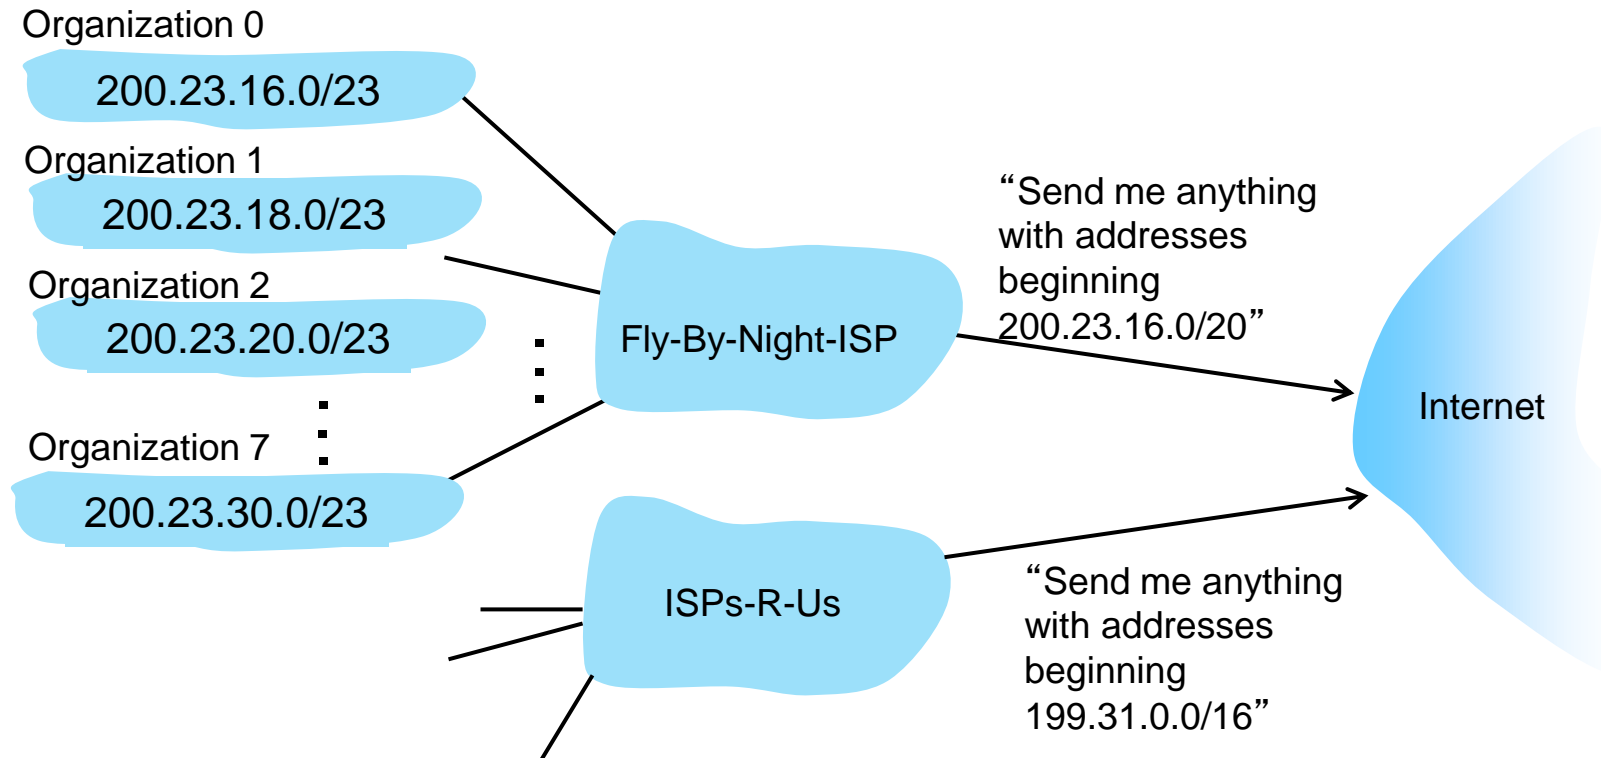 Organization 0
200.23.16.0/23
Organization 1
200.23.18.0/23
Organization 2
200.23.20.0/23
Organization 7
200.23.30.0/23
Fly-By-Night-ISP
“Send me anything
with addresses
beginning
200.23.16.0/20”
Internet
ISPs-R-Us
“Send me anything
with addresses
beginning
199.31.0.0/16”